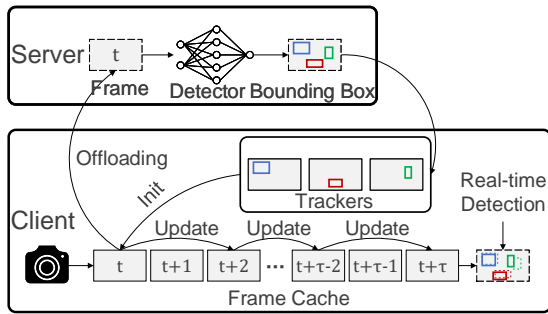 Server
t
Frame
Detector
Bounding Box
Offloading
Init
Trackers
Real-time
Detection
Client
Update
Update
Update
t
t+1
t+2
...
t+τ-2
t+τ-1
t+τ
Frame Cache